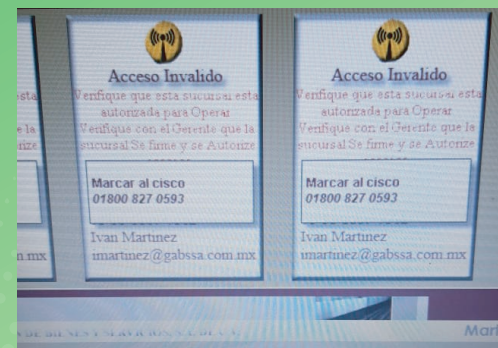 Acceso Invalido
Verifique que esta sucursal esta
autorizada para Operar
Verifique con el Gerente que la
sucursal Se firme y se Autorize
Marcar al cisco
01800 827 0593
Ivan Martinez
imartinez@gabssa.com.mx
Acceso Invalido
Verifique que esta sucursal esta
autorizada para Operar
Verifique con el Gerente que la
sucursal Se firme y se Autorize
Marcar al cisco
01800 827 0593
Ivan Martinez
imartinez@gabssa.com.mx